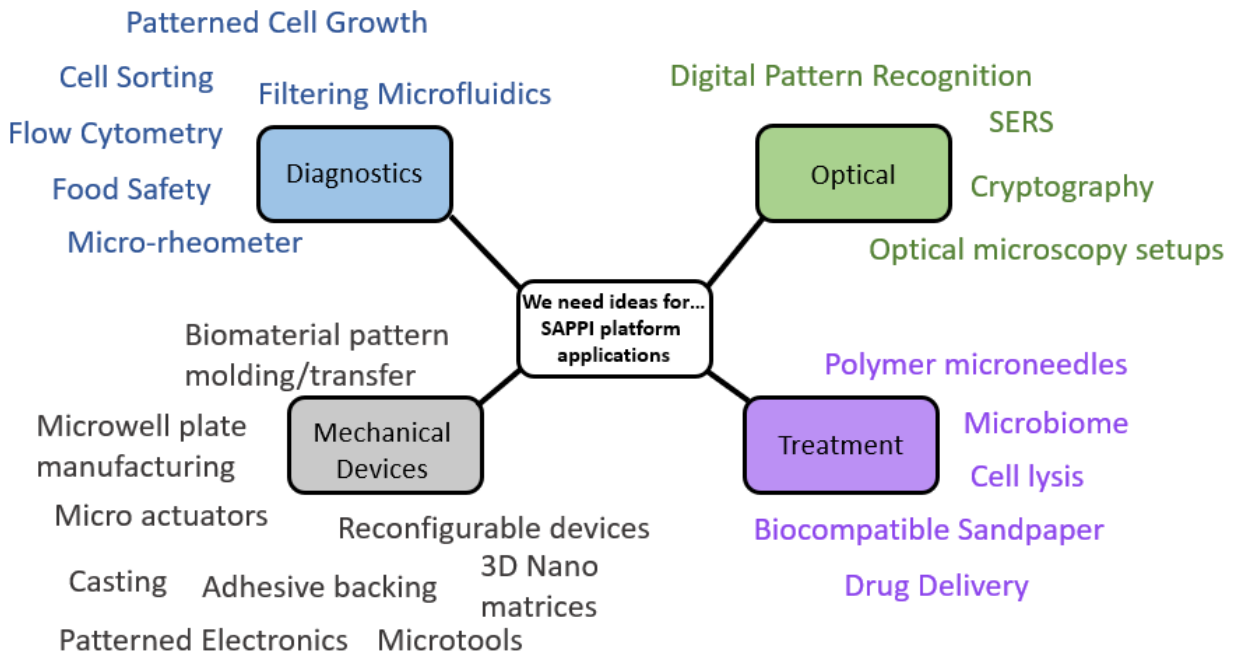 Patterned Cell Growth
Cell Sorting
Filtering Microfluidics
Flow Cytometry
Food Safety
Micro-rheometer
Diagnostics
Digital Pattern Recognition
SERS
Optical
Cryptography
Optical microscopy setups
We need ideas for...
SAPPI platform
applications
Biomaterial pattern
molding/transfer
Microwell plate
manufacturing
Mechanical
Devices
Micro actuators
Reconfigurable devices
Casting
Adhesive backing
3D Nano
matrices
Patterned Electronics
Microtools
Polymer microneedles
Treatment
Microbiome
Cell lysis
Biocompatible Sandpaper
Drug Delivery